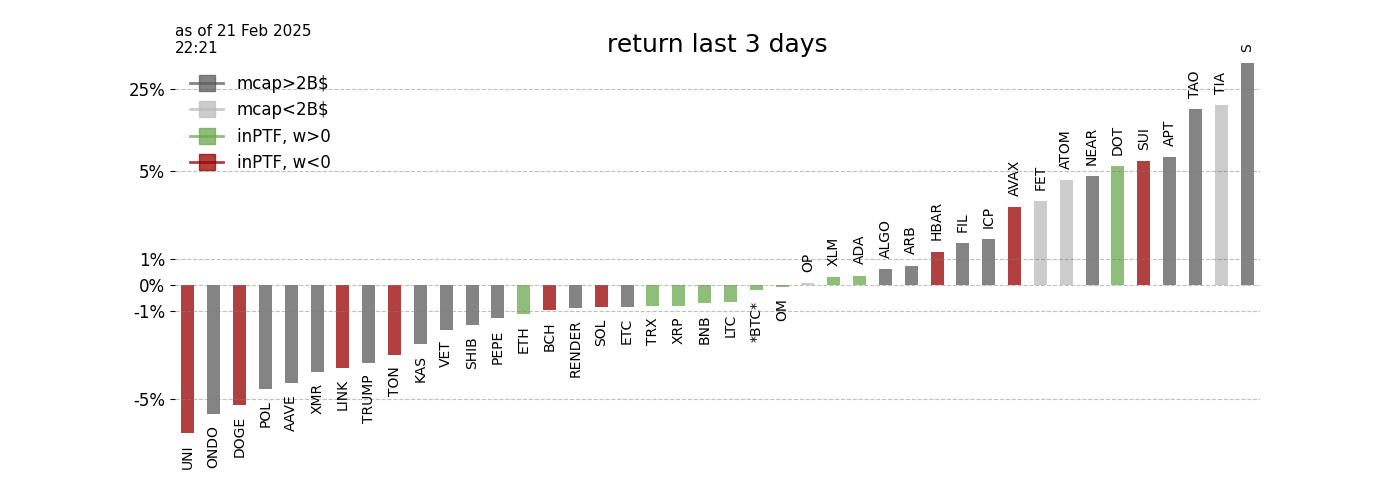 as of 21 Feb 2025
22:21
return last 3 days
mcap>2B$
mcap<2B$
inPTF, w>0
inPTF, w<0
25%
5%
1%
0%
-1%
-5%
UNI
ONDO
DOGE
POL
AAVE
XMR
LINK
TRUMP
TON
KAS
VET
SHIB
PEPE
ETH
BCH
RENDER
SOL
ETC
TRX
XRP
BNB
LTC
*BTC*
OM
OP
XLM
ADA
ALGO
ARB
HBAR
FIL
ICP
AVAX
FET
ATOM
NEAR
DOT
SUI
APT
TAO
TIA
S